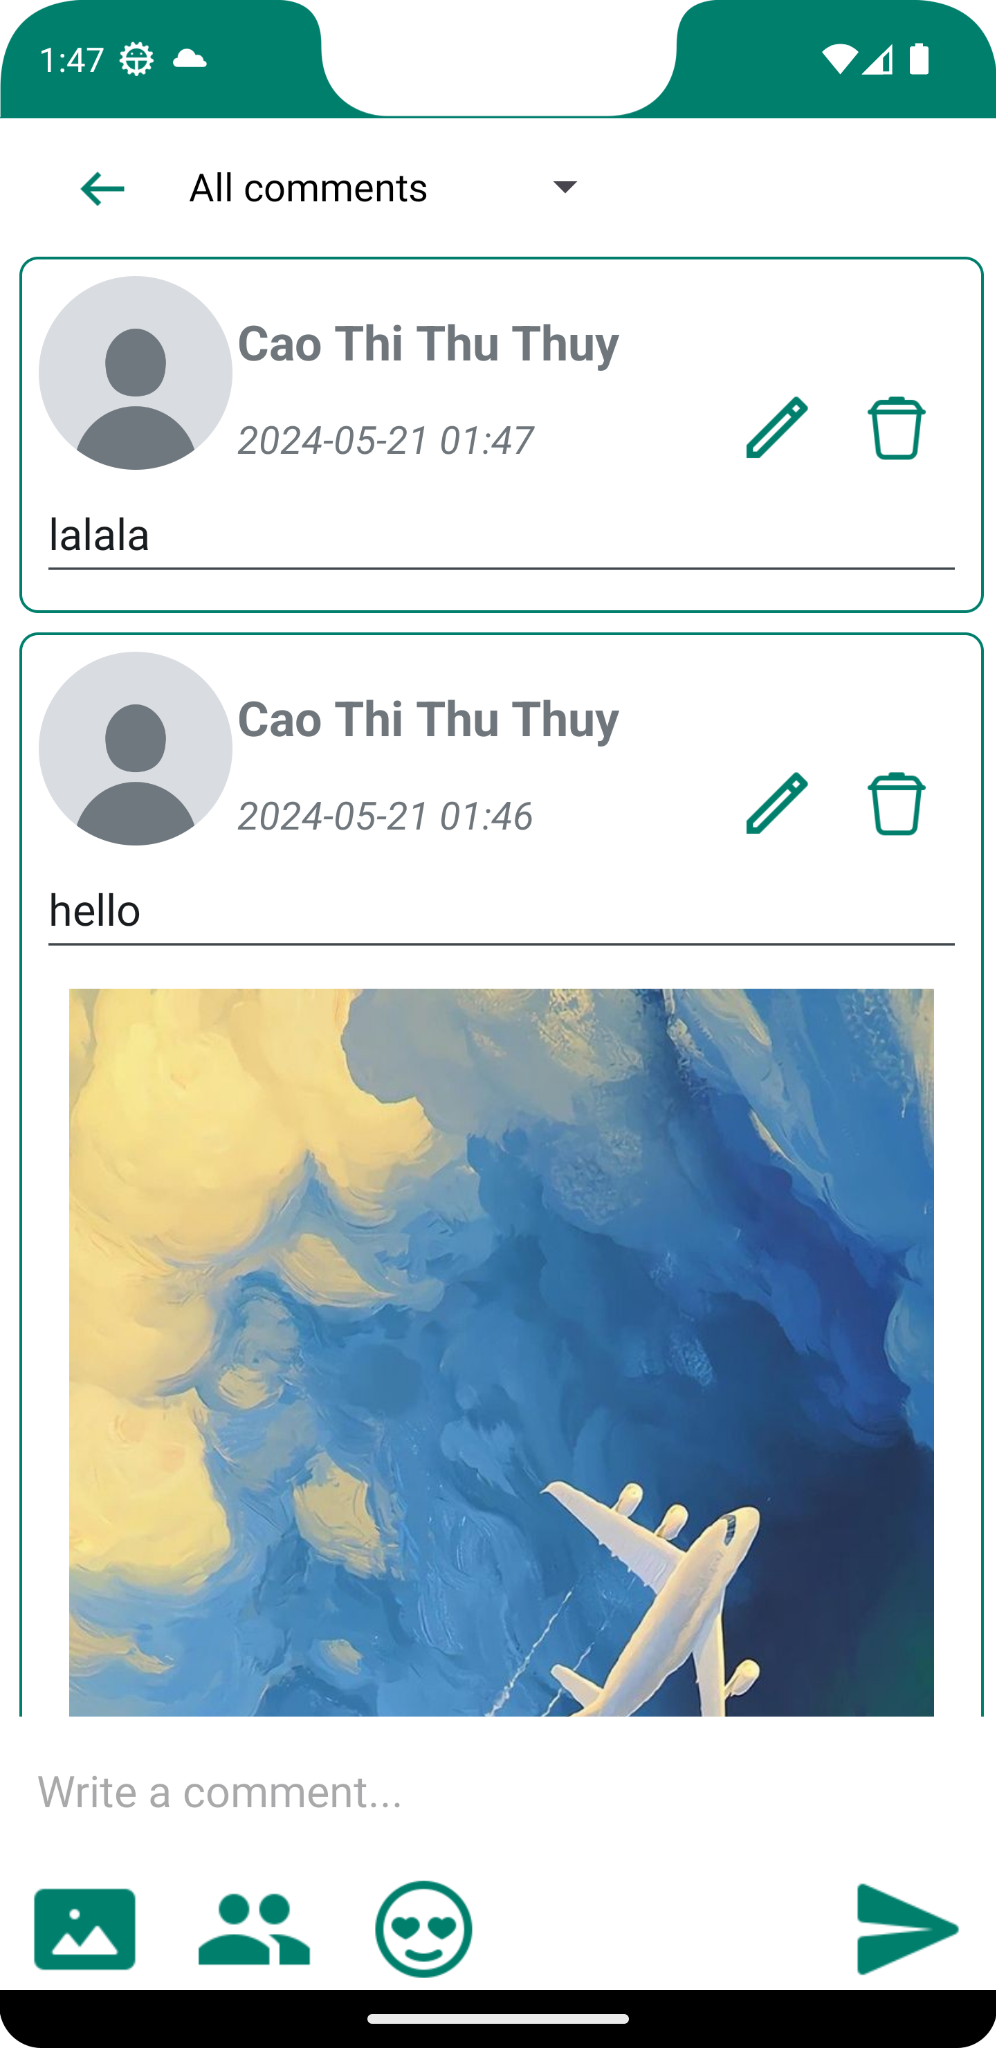 1:47
All comments
Cao Thi Thu Thuy
2024-05-21 01:47
lalala
Cao Thi Thu Thuy
2024-05-21 01:46
hello
Write a comment...